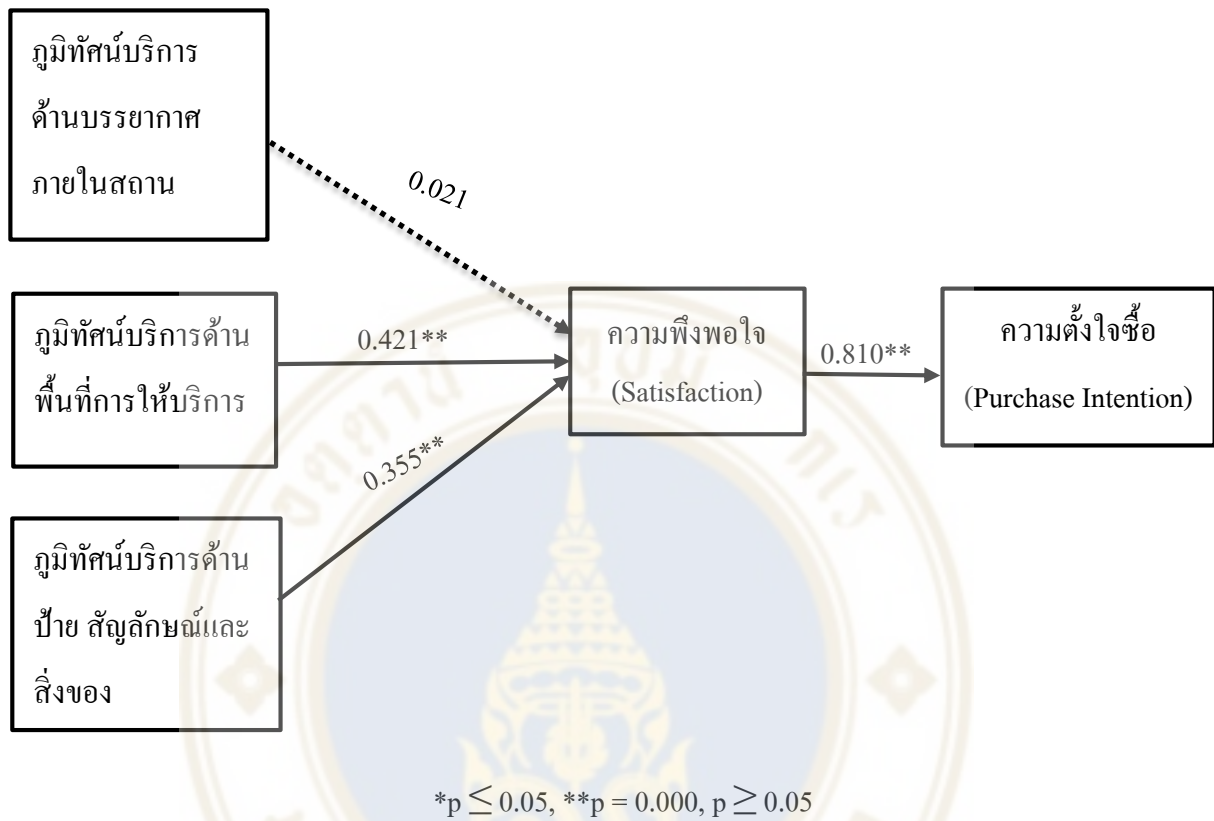 ภูมิทัศน์บริการ
ด้านบรรยากาศ
ภายในสถาน
0.021
ภูมิทัศน์บริการด้าน
พื้นที่การให้บริการ
0.421**
ความพึงพอใจ
(Satisfaction)
0.810**
ความตั้งใจซื้อ
(Purchase Intention)
0.355**
ภูมิทัศน์บริการด้าน
ป้าย สัญลักษณ์และ
สิ่งของ
*p ≤ 0.05, **p = 0.000, p ≥ 0.05